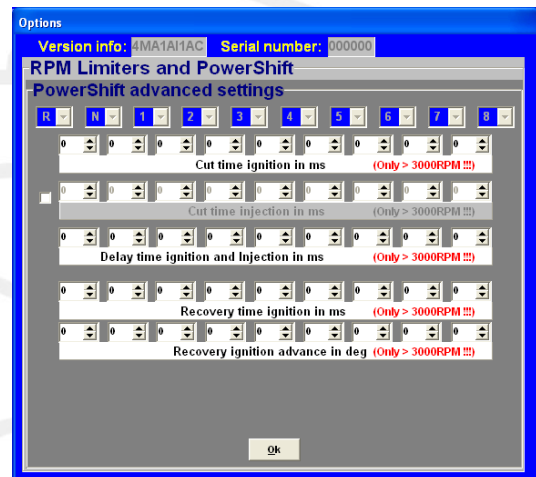 Options
Version info: 4MA1AI1AC Serial number: 000000
RPM Limiters and PowerShift
PowerShift advanced settings
R N 1 2 3 4 5 6 7 8
0 0 0 0 0 0 0 0 0
Cut time ignition in ms (Only > 3000RPM !!!)
0 0 0 0 0 0 0 0 0
Cut time injection in ms (Only > 3000RPM !!!)
0 0 0 0 0 0 0 0 0
Delay time ignition and Injection in ms (Only > 3000RPM !!!)
0 0 0 0 0 0 0 0 0
Recovery time ignition in ms (Only > 3000RPM !!!)
0 0 0 0 0 0 0 0 0
Recovery ignition advance in deg (Only > 3000RPM !!!)
Ok